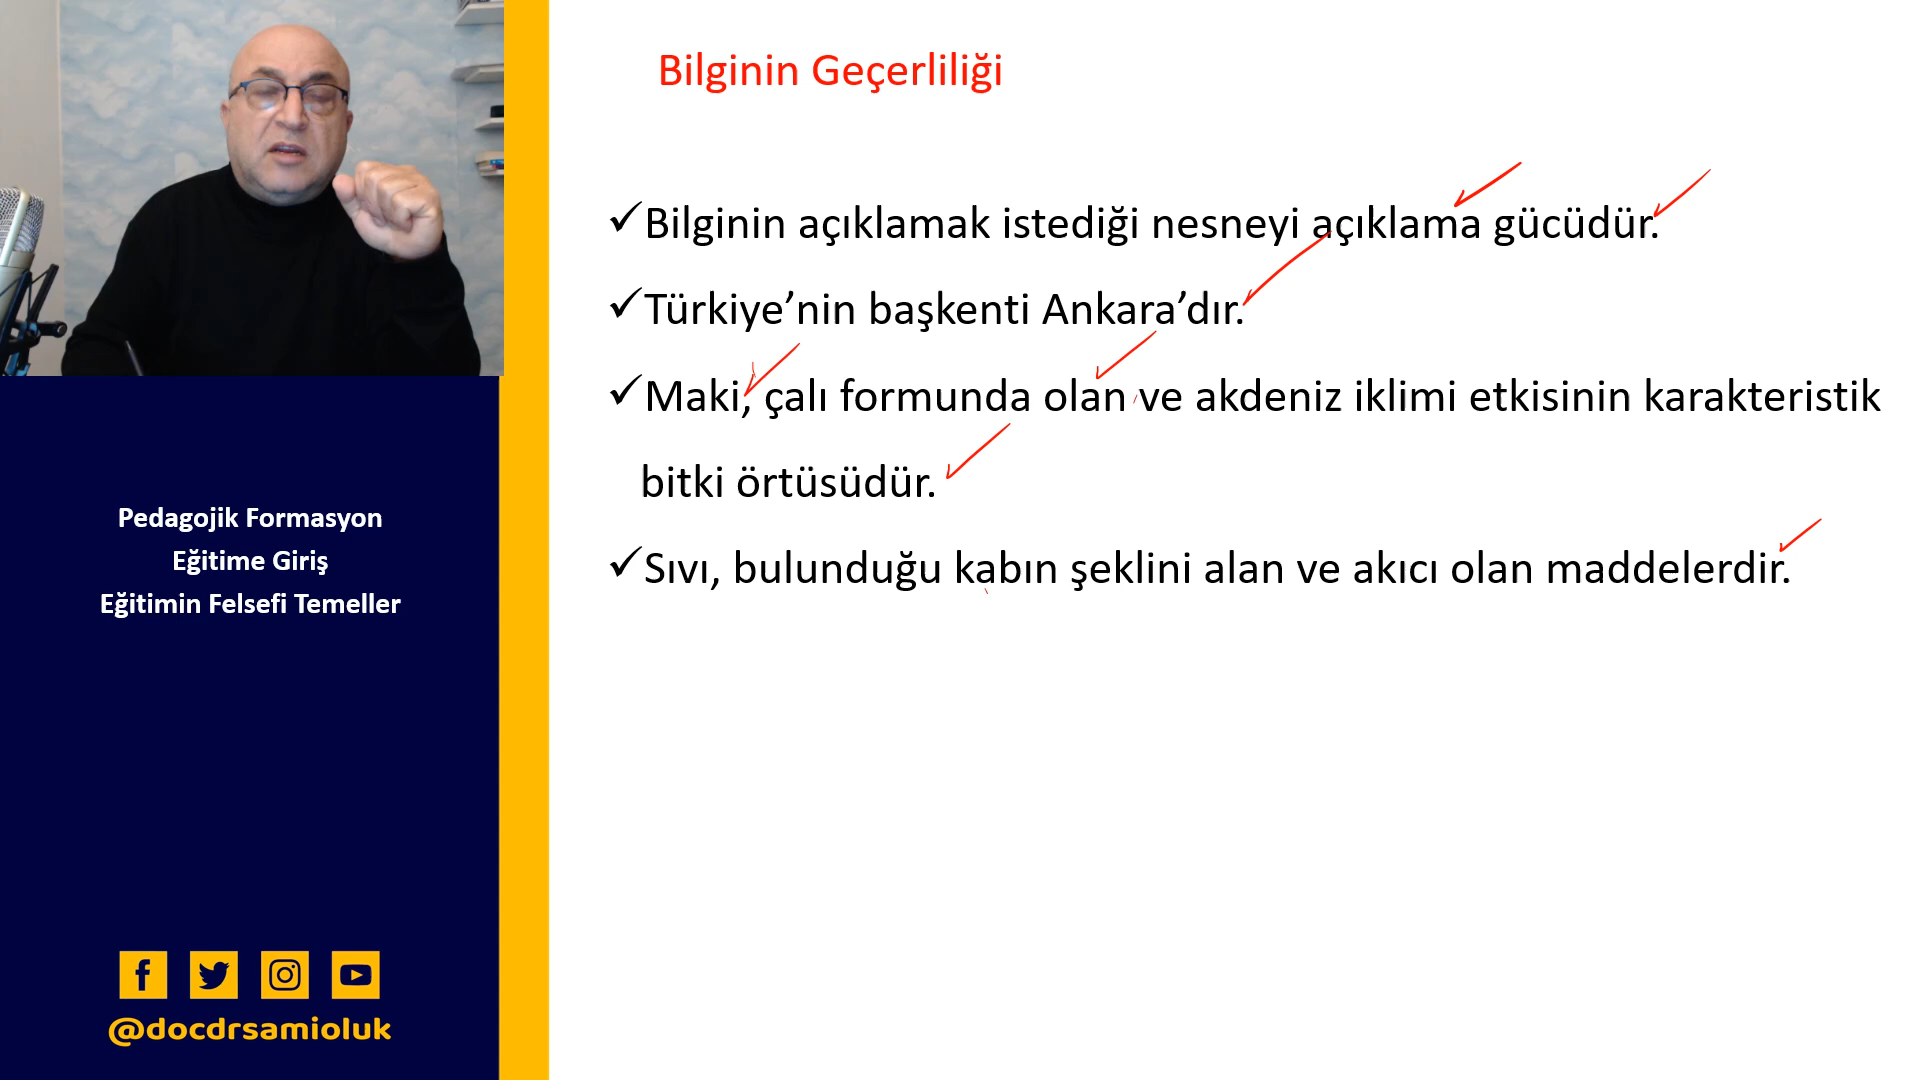 Bilginin Geçerliliği
✓Bilginin açıklamak istediği nesneyi açıklama gücüdür.
✓Türkiye’nin başkenti Ankara’dır.
✓Maki, çalı formunda olan ve akdeniz iklimi etkisinin karakteristik
bitki örtüsüdür.
✓Sıvı, bulunduğu kabın şeklini alan ve akıcı olan maddelerdir.
Pedagojik Formasyon
Eğitime Giriş
Eğitimin Felsefi Temeller
@docdrsamioluk